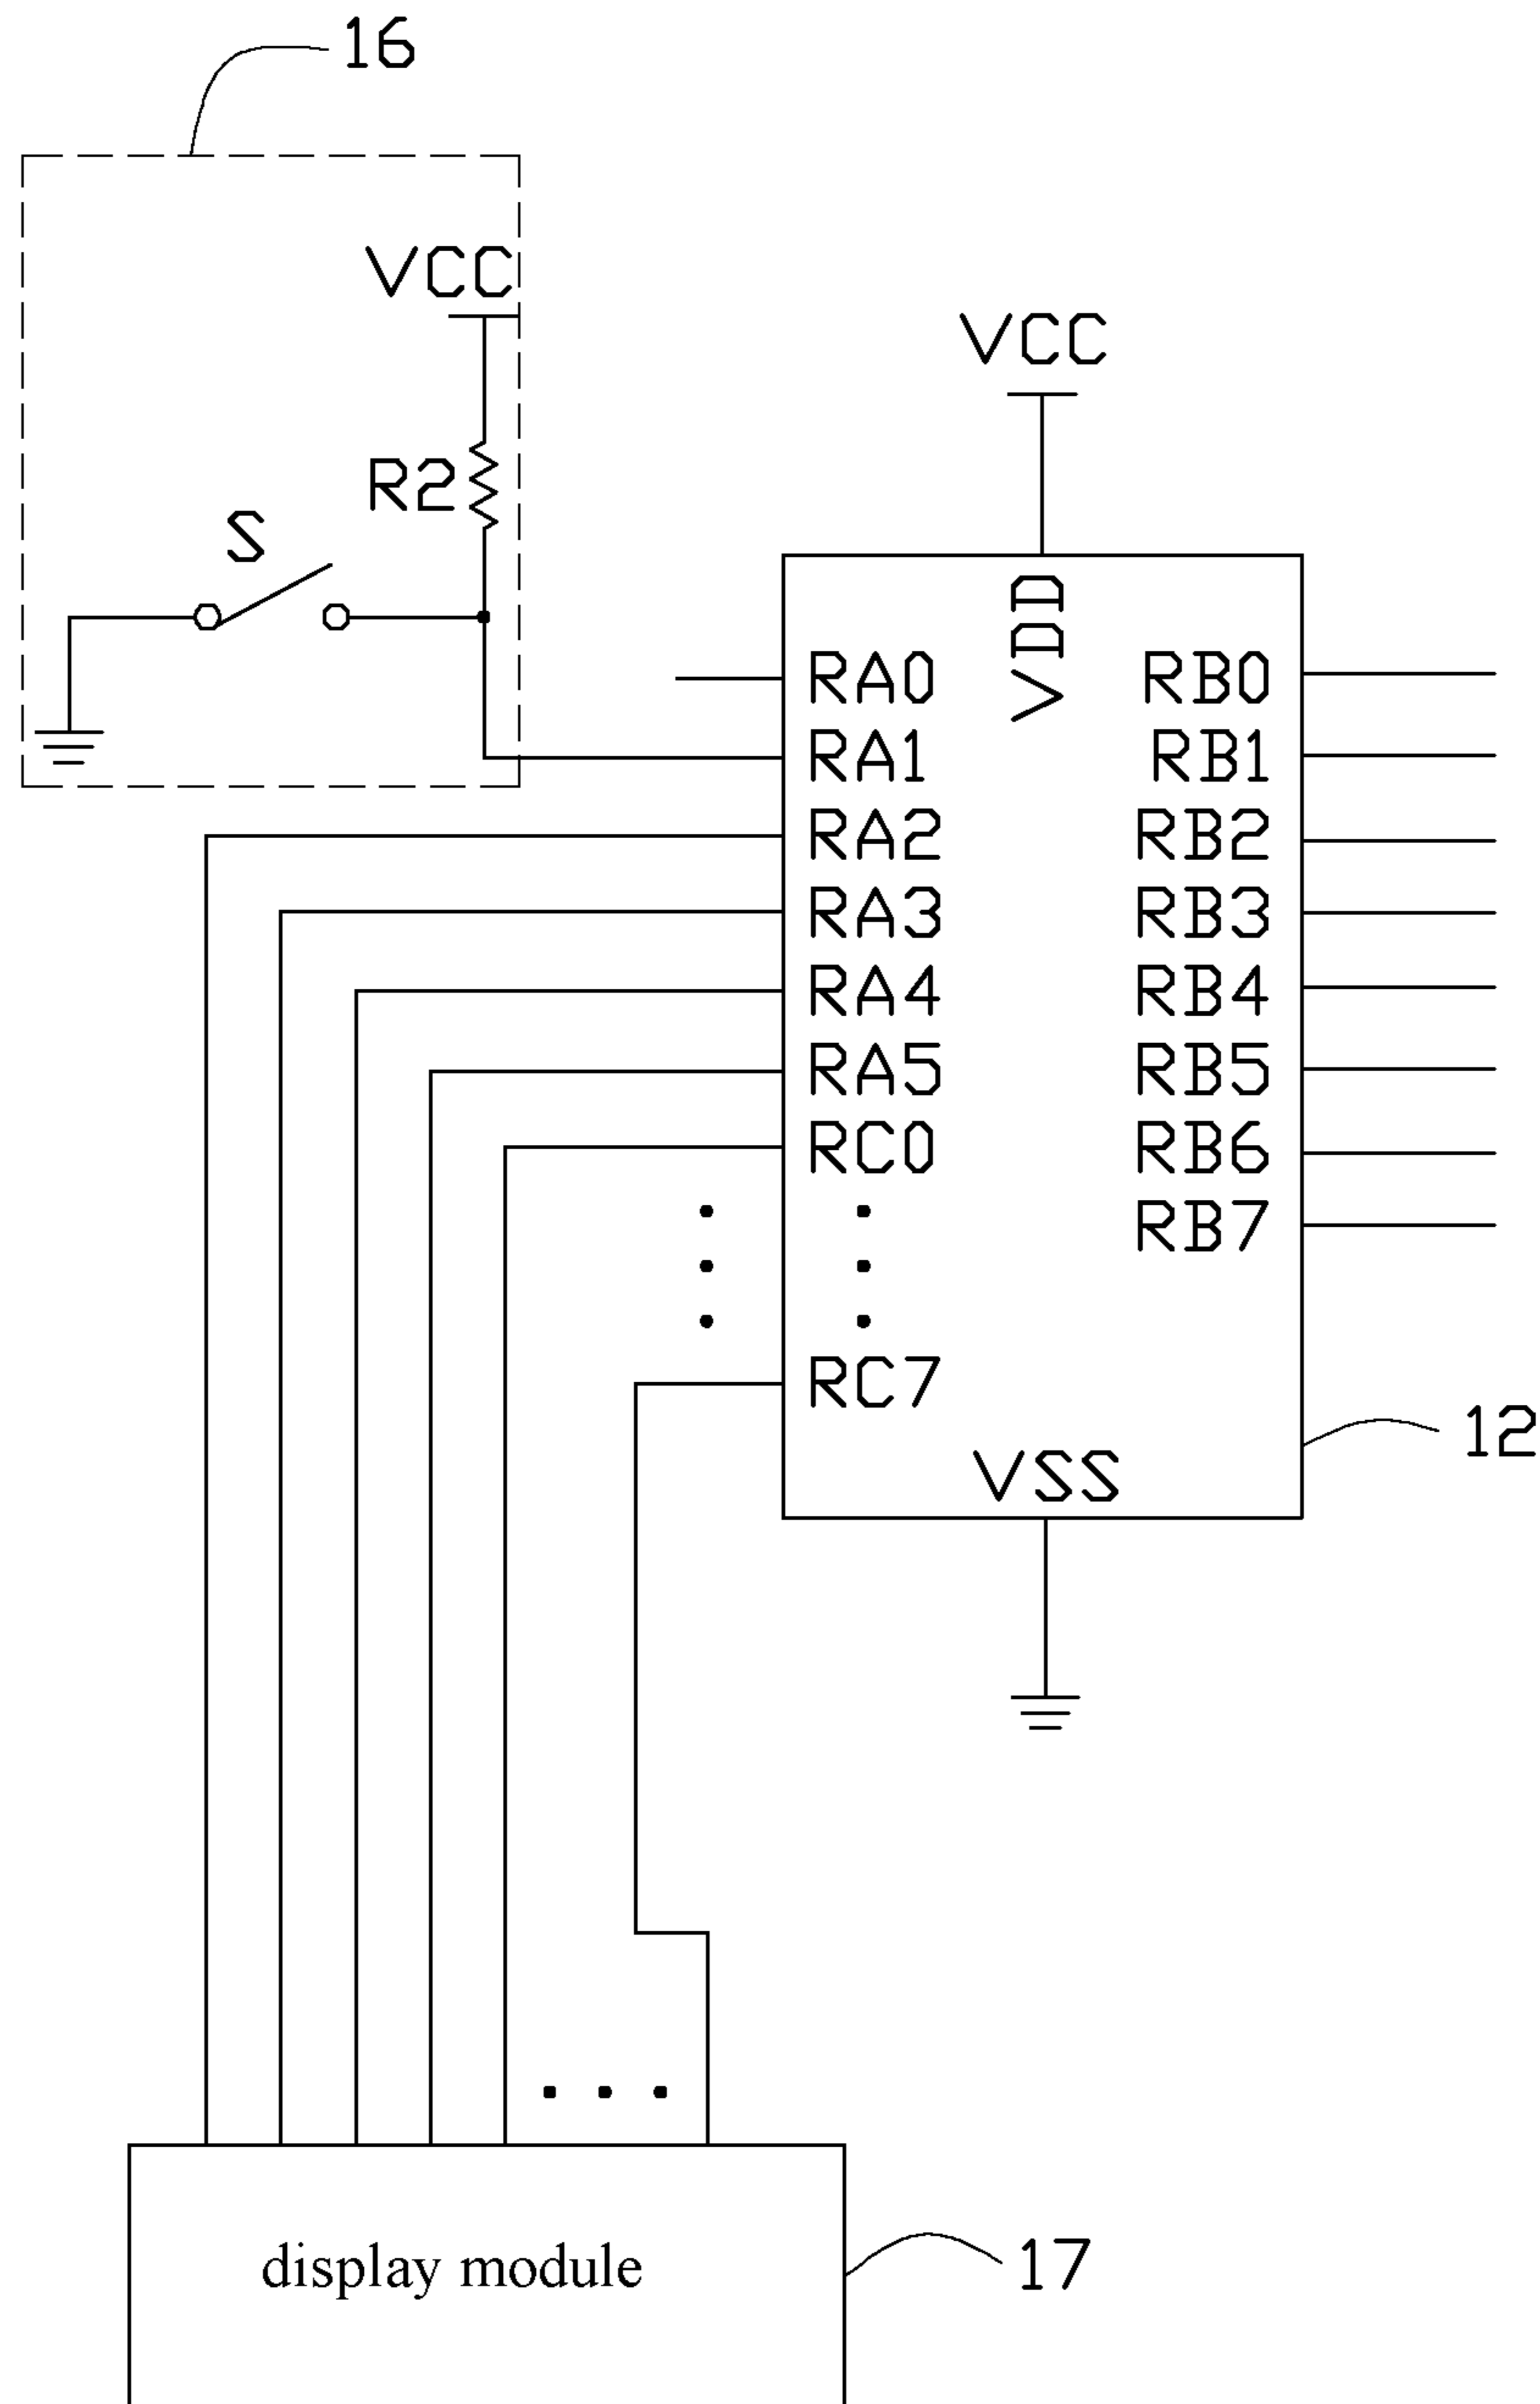 16
VCC
VCC
R2
S
VDD
RA0 RB0
RA1 RB1
RA2 RB2
RA3 RB3
RA4 RB4
RA5 RB5
RC0 RB6
RB7
RC7
12
VSS
display module
17